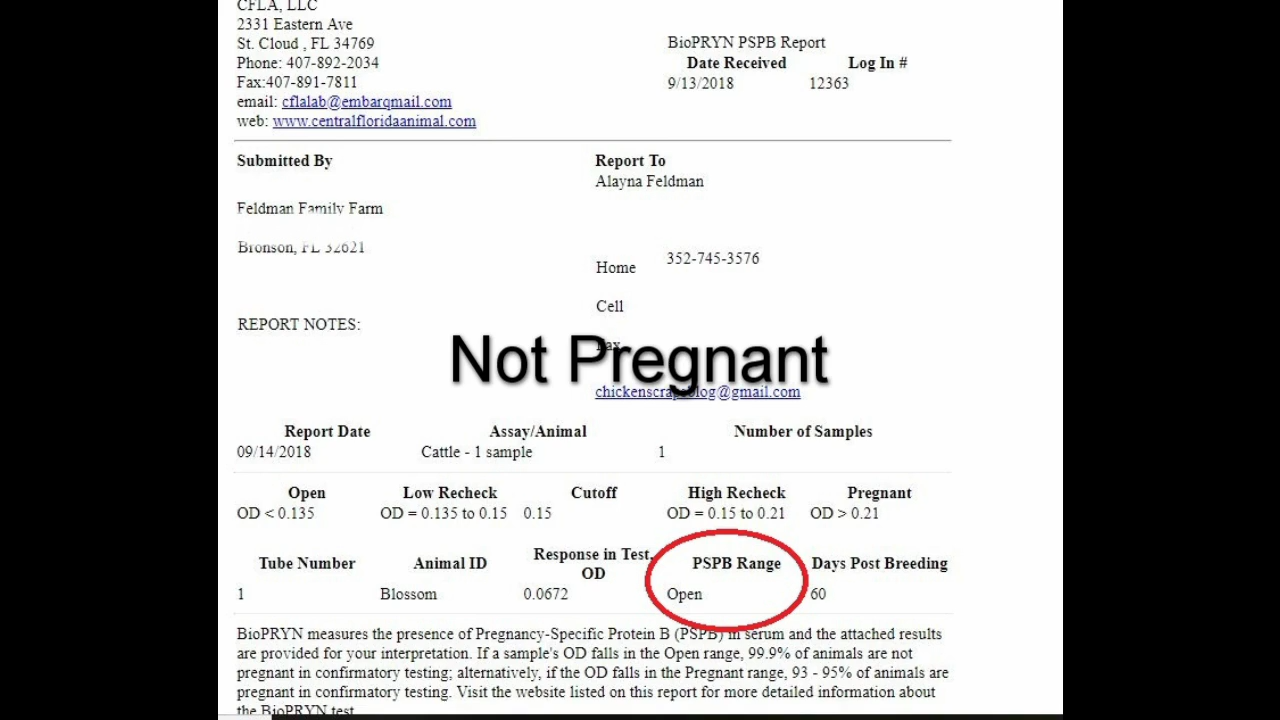 CFLA, LLC
2331 Eastern Ave
St. Cloud , FL 34769
Phone: 407-892-2034
Fax:407-891-7811
email: cflalab@embarqmail.com
web: www.centralfloridaanimal.com
BioPRYN PSPB Report
Date Received Log In #
9/13/2018 12363
Submitted By
Feldman Family Farm
Bronson, FL 32621
Report To
Alayna Feldman
Home 352-745-3576
Cell
Fax
chickenscrapsblog@gmail.com
REPORT NOTES:
Not Pregnant
Report Date Assay/Animal Number of Samples
09/14/2018 Cattle - 1 sample 1
Open Low Recheck Cutoff High Recheck Pregnant
OD < 0.135 OD = 0.135 to 0.15 0.15 OD = 0.15 to 0.21 OD > 0.21
Tube Number Animal ID Response in Test, OD PSPB Range Days Post Breeding
1 Blossom 0.0672 Open 60
BioPRYN measures the presence of Pregnancy-Specific Protein B (PSPB) in serum and the attached results
are provided for your interpretation. If a sample's OD falls in the Open range, 99.9% of animals are not
pregnant in confirmatory testing; alternatively, if the OD falls in the Pregnant range, 93 - 95% of animals are
pregnant in confirmatory testing. Visit the website listed on this report for more detailed information about
the BioPRYN test